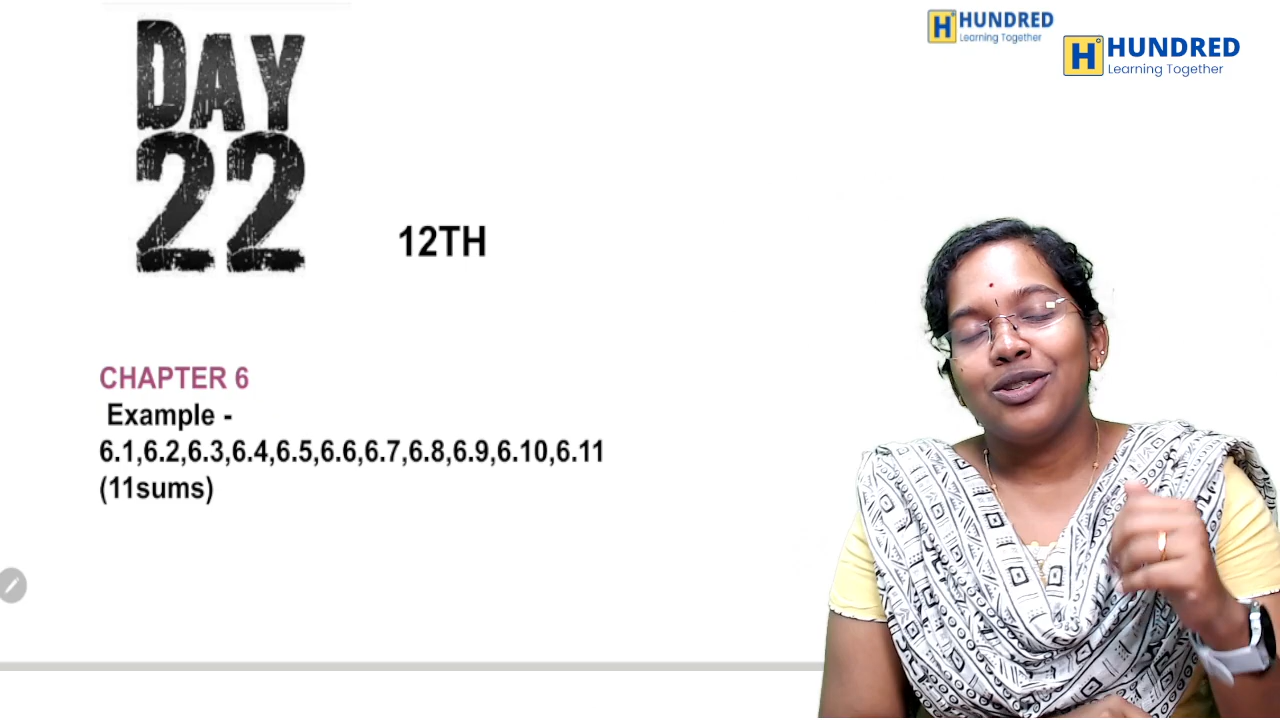 DAY
22
12TH
CHAPTER 6
Example -
6.1,6.2,6.3,6.4,6.5,6.6,6.7,6.8,6.9,6.10,6.11
(11sums)
H HUNDRED
Learning Together
H HUNDRED
Learning Together